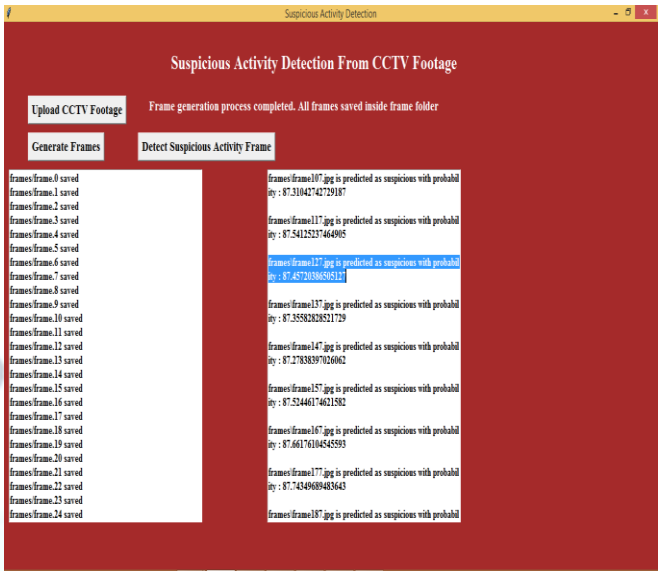 Suspicious Activity Detection
Suspicious Activity Detection From CCTV Footage
Upload CCTV Footage
Frame generation process completed. All frames saved inside frame folder
Generate Frames
Detect Suspicious Activity Frame
frames/frame.0 saved
frames/frame.1 saved
frames/frame.2 saved
frames/frame.3 saved
frames/frame.4 saved
frames/frame.5 saved
frames/frame.6 saved
frames/frame.7 saved
frames/frame.8 saved
frames/frame.9 saved
frames/frame.10 saved
frames/frame.11 saved
frames/frame.12 saved
frames/frame.13 saved
frames/frame.14 saved
frames/frame.15 saved
frames/frame.16 saved
frames/frame.17 saved
frames/frame.18 saved
frames/frame.19 saved
frames/frame.20 saved
frames/frame.21 saved
frames/frame.22 saved
frames/frame.23 saved
frames/frame.24 saved
frames\frame107.jpg is predicted as suspicious with probabil
ity : 87.31042742729187
frames\frame117.jpg is predicted as suspicious with probabil
ity : 87.54125237464905
frames\frame127.jpg is predicted as suspicious with probabil
ity : 87.45720386505127
frames\frame137.jpg is predicted as suspicious with probabil
ity : 87.35582828521729
frames\frame147.jpg is predicted as suspicious with probabil
ity : 87.27838397026062
frames\frame157.jpg is predicted as suspicious with probabil
ity : 87.52446174621582
frames\frame167.jpg is predicted as suspicious with probabil
ity : 87.66176104545593
frames\frame177.jpg is predicted as suspicious with probabil
ity : 87.74349689483643
frames\frame187.jpg is predicted as suspicious with probabil